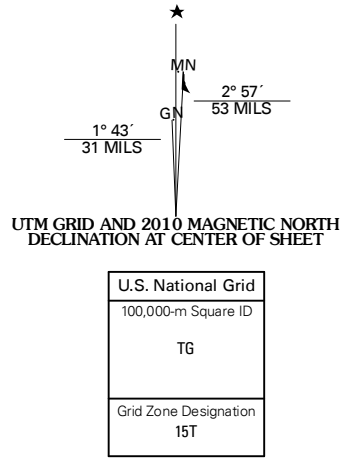 ★
MN
GN
2° 57´
53 MILS
1° 43´
31 MILS
UTM GRID AND 2010 MAGNETIC NORTH
DECLINATION AT CENTER OF SHEET
U.S. National Grid
100,000-m Square ID
TG
Grid Zone Designation
15T